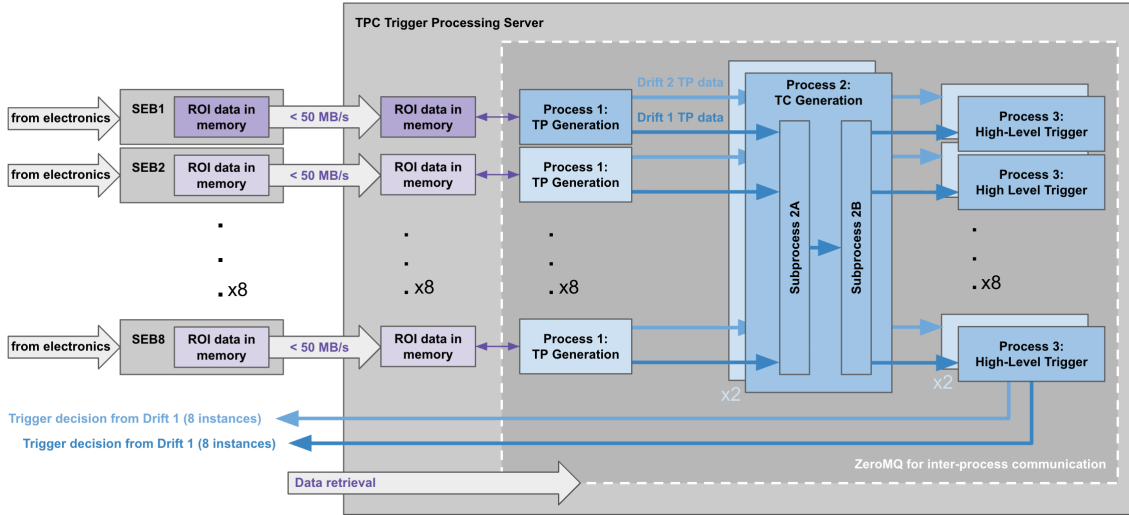 TPC Trigger Processing Server
Drift 2 TP data
Process 2:
TC Generation
from electronics
SEB1
ROI data in
memory
< 50 MB/s
ROI data in
memory
Process 1:
TP Generation
Drift 1 TP data
Process 3:
High-Level Trigger
from electronics
SEB2
ROI data in
memory
< 50 MB/s
ROI data in
memory
Process 1:
TP Generation
Process 3:
High Level Trigger
Subprocess 2A
Subprocess 2B
x8
x8
x8
x8
from electronics
SEB8
ROI data in
memory
< 50 MB/s
ROI data in
memory
Process 1:
TP Generation
Process 3:
High-Level Trigger
x2
x2
Trigger decision from Drift 1 (8 instances)
Trigger decision from Drift 1 (8 instances)
ZeroMQ for inter-process communication
Data retrieval